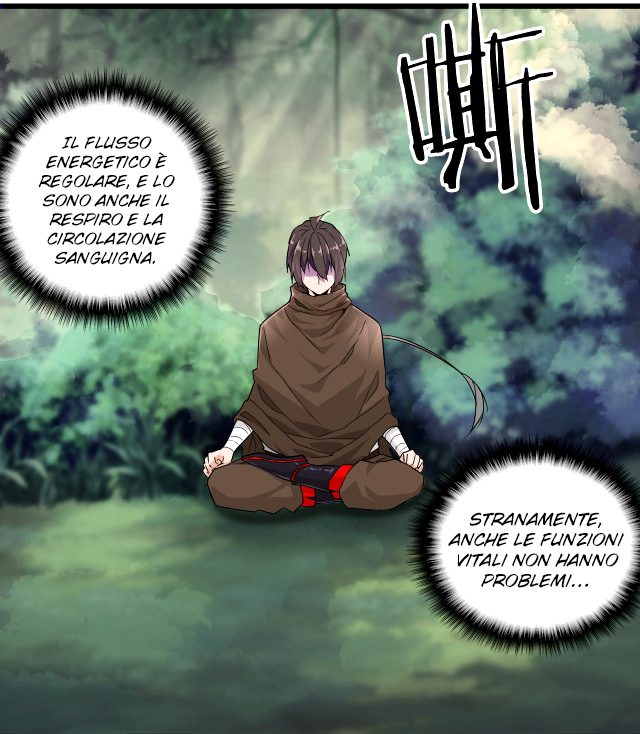 嘶
IL FLUSSO
ENERGETICO È
REGOLARE, E LO
SONO ANCHE IL
RESPIRO E LA
CIRCOLAZIONE
SANGUIGNA.
STRANAMENTE,
ANCHE LE FUNZIONI
VITALI NON HANNO
PROBLEMI...